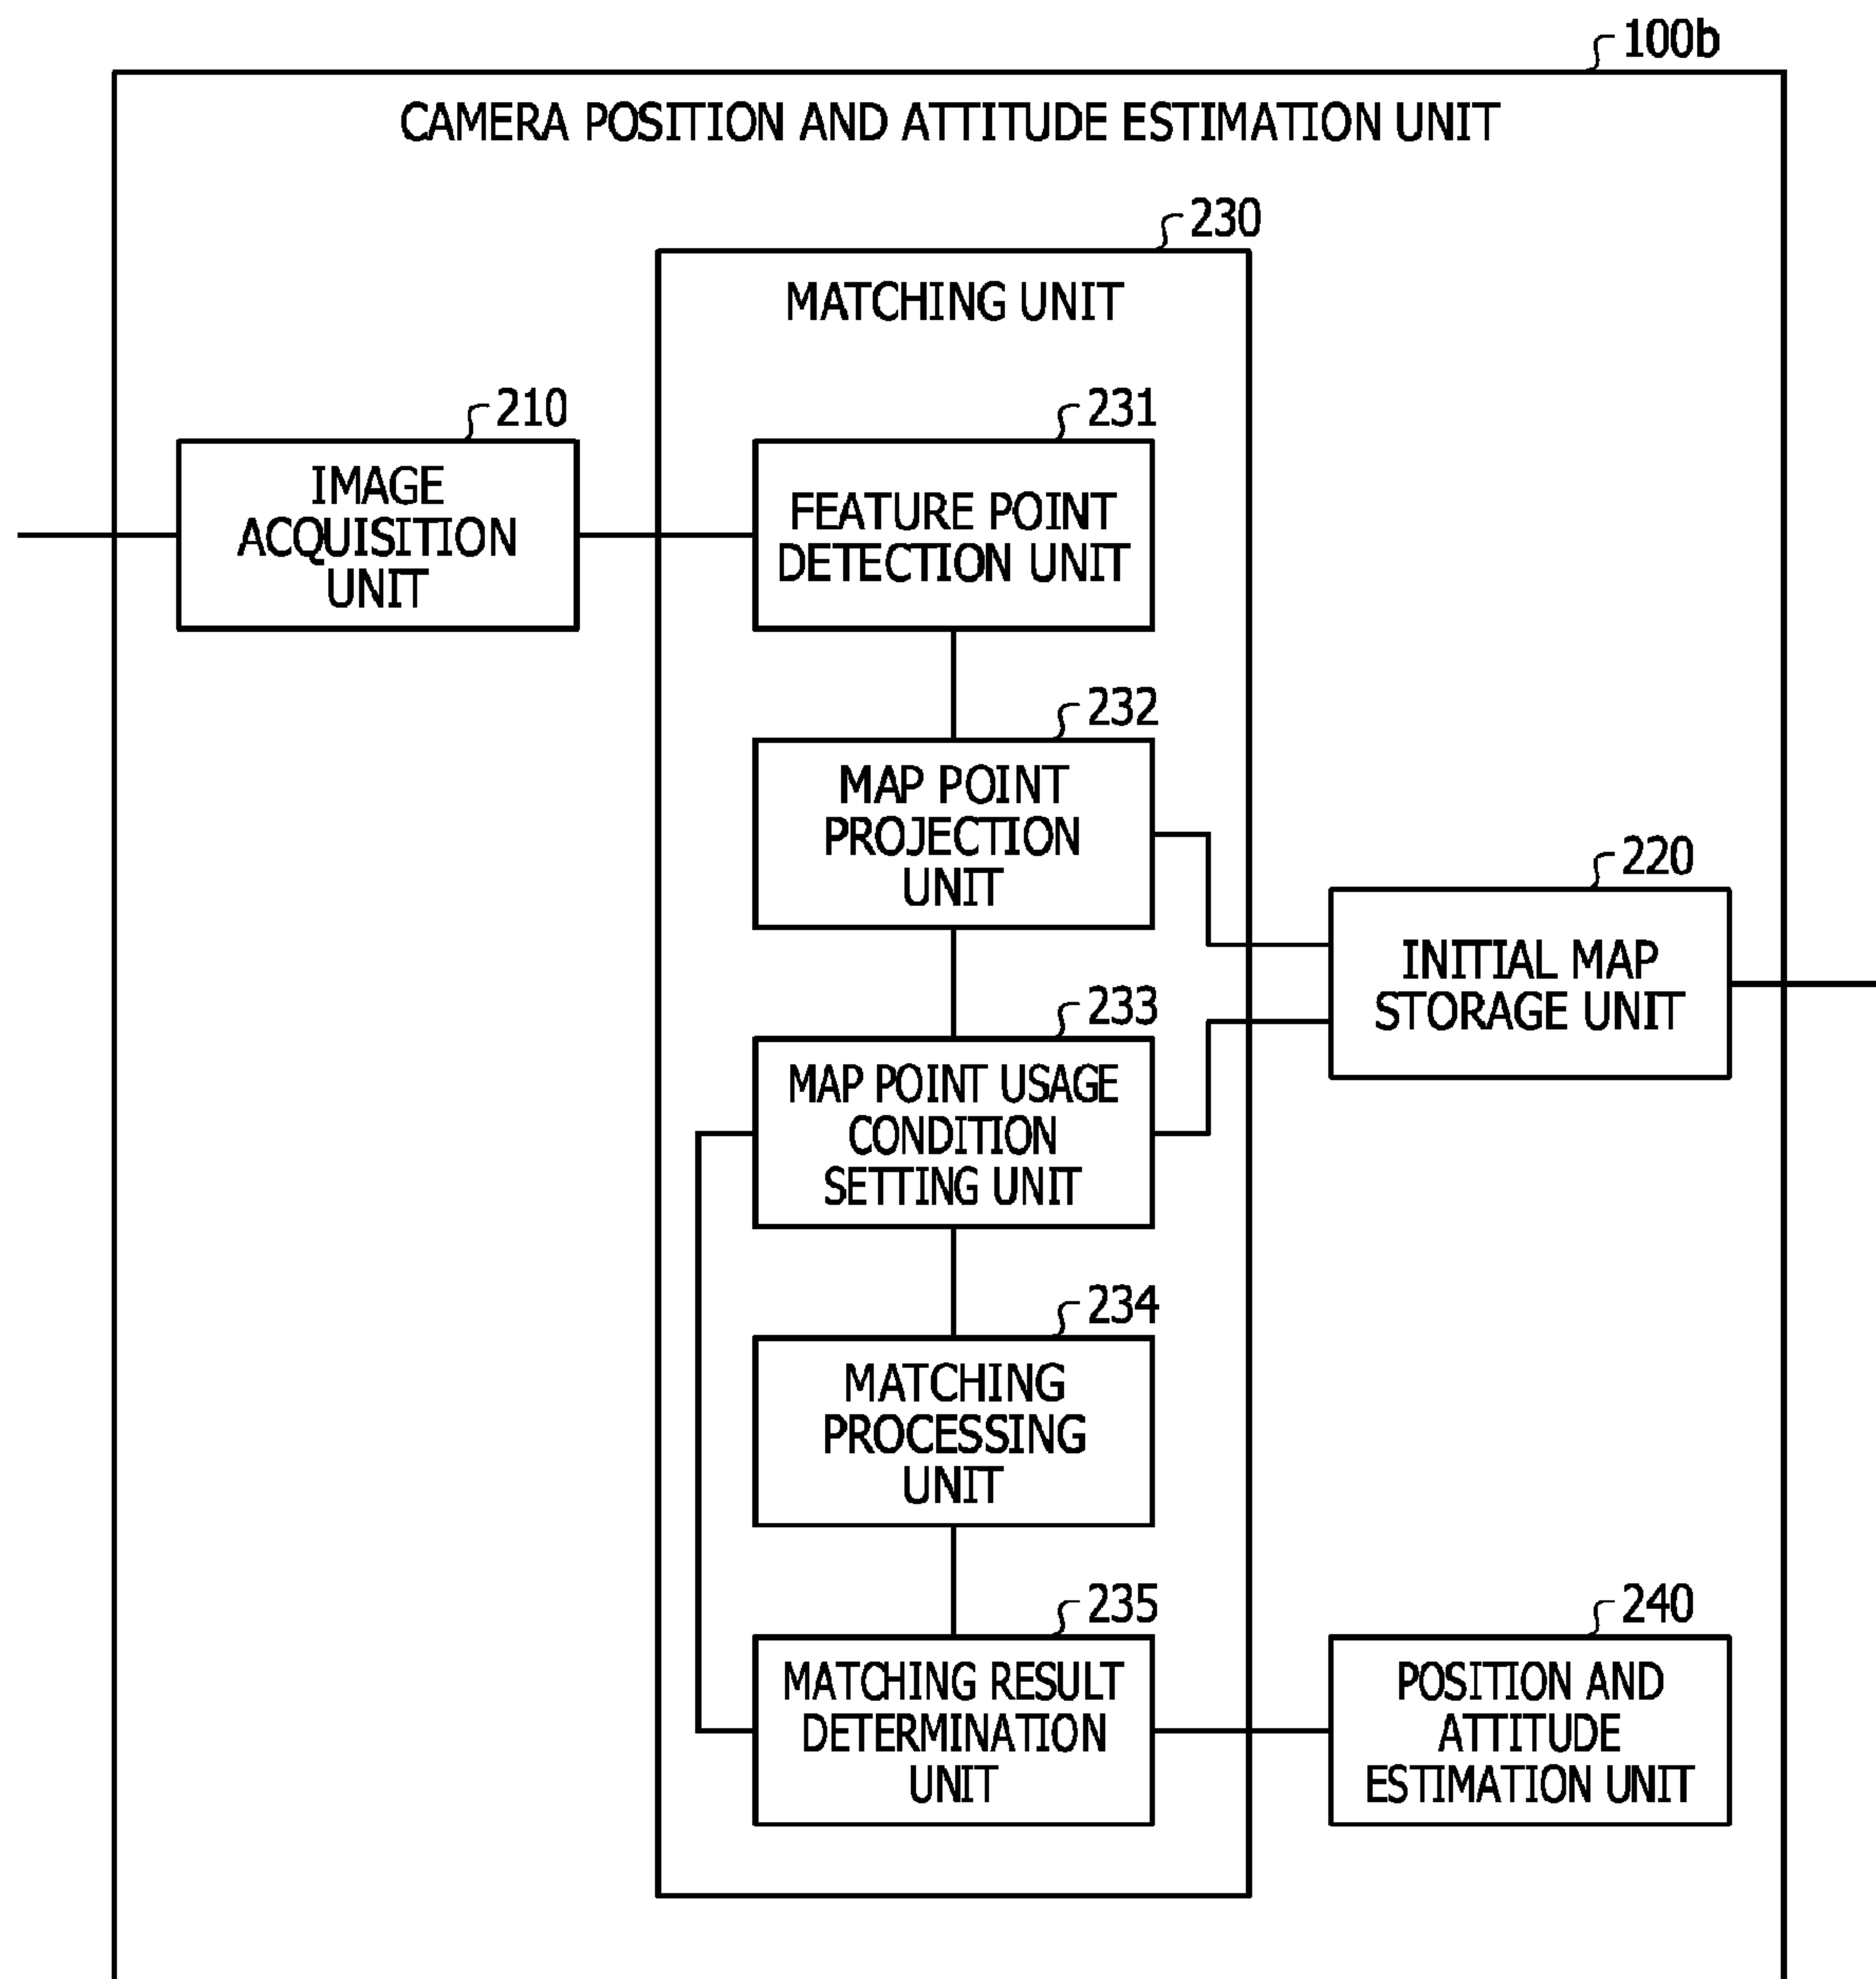 100b
CAMERA POSITION AND ATTITUDE ESTIMATION UNIT
230
MATCHING UNIT
210
IMAGE
ACQUISITION
UNIT
231
FEATURE POINT
DETECTION UNIT
232
MAP POINT
PROJECTION
UNIT
220
INITIAL MAP
STORAGE UNIT
233
MAP POINT USAGE
CONDITION
SETTING UNIT
234
MATCHING
PROCESSING
UNIT
235
MATCHING RESULT
DETERMINATION
UNIT
240
POSITION AND
ATTITUDE
ESTIMATION UNIT